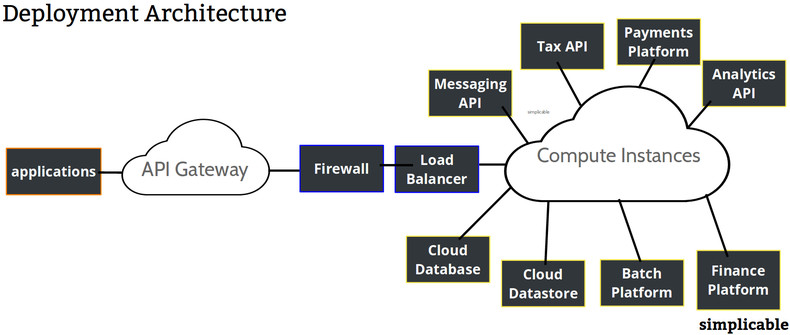 Deployment Architecture
Tax API
Payments
Platform
Messaging
API
Analytics
API
simplicable
applications
API Gateway
Firewall
Load
Balancer
Compute Instances
Cloud
Database
Cloud
Datastore
Batch
Platform
Finance
Platform
simplicable